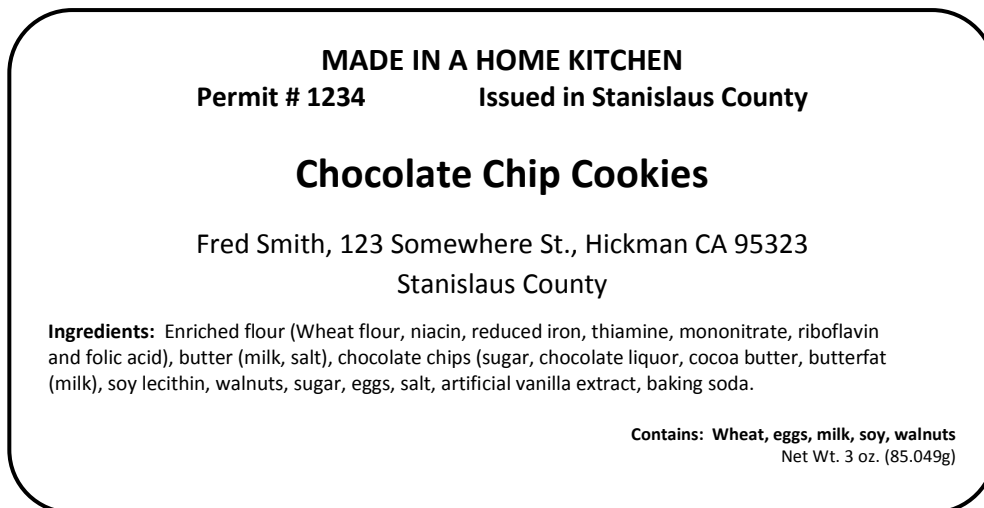 MADE IN A HOME KITCHEN
Permit # 1234 Issued in Stanislaus County
Chocolate Chip Cookies
Fred Smith, 123 Somewhere St., Hickman CA 95323
Stanislaus County
Ingredients: Enriched flour (Wheat flour, niacin, reduced iron, thiamine, mononitrate, riboflavin
and folic acid), butter (milk, salt), chocolate chips (sugar, chocolate liquor, cocoa butter, butterfat
(milk), soy lecithin, walnuts, sugar, eggs, salt, artificial vanilla extract, baking soda.
Contains: Wheat, eggs, milk, soy, walnuts
Net Wt. 3 oz. (85.049g)